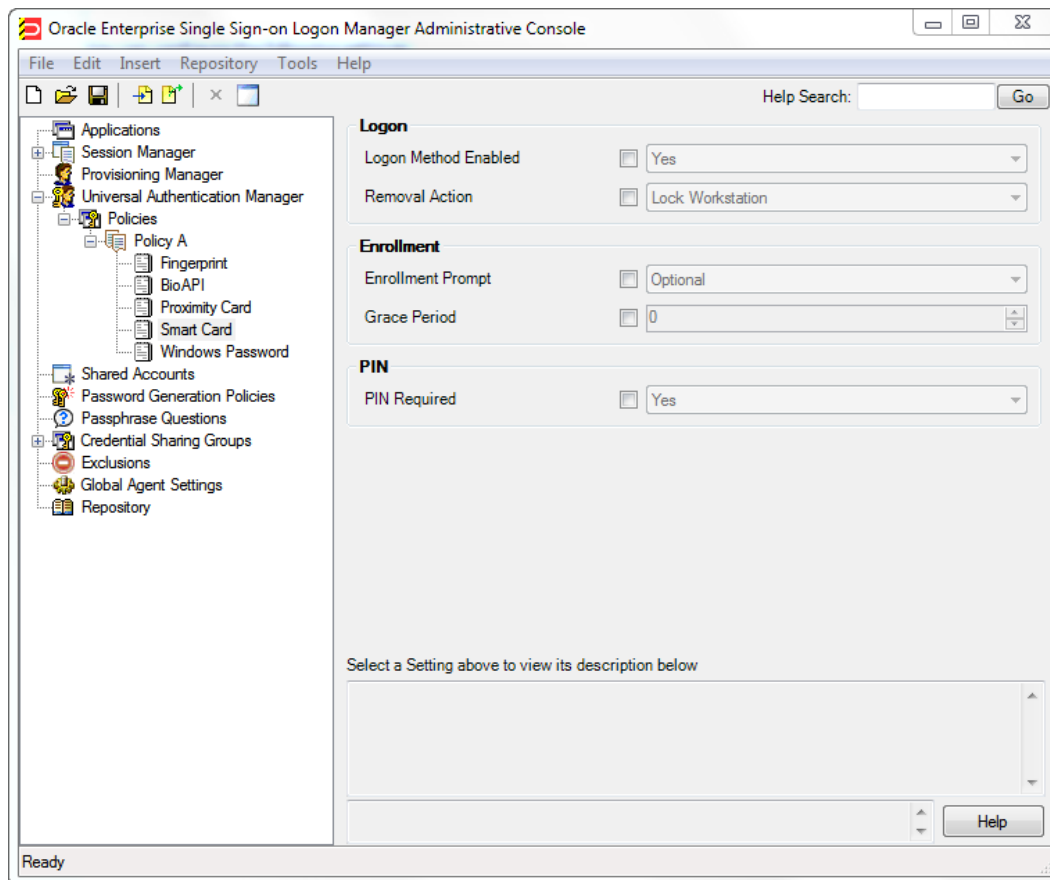 Oracle Enterprise Single Sign-on Logon Manager Administrative Console
File Edit Insert Repository Tools Help
Help Search: Go
Applications
Session Manager
Provisioning Manager
Universal Authentication Manager
Policies
Policy A
Fingerprint
BioAPI
Proximity Card
Smart Card
Windows Password
Shared Accounts
Password Generation Policies
Passphrase Questions
Credential Sharing Groups
Exclusions
Global Agent Settings
Repository
Logon
Logon Method Enabled Yes
Removal Action Lock Workstation
Enrollment
Enrollment Prompt Optional
Grace Period 0
PIN
PIN Required Yes
Select a Setting above to view its description below
Help
Ready